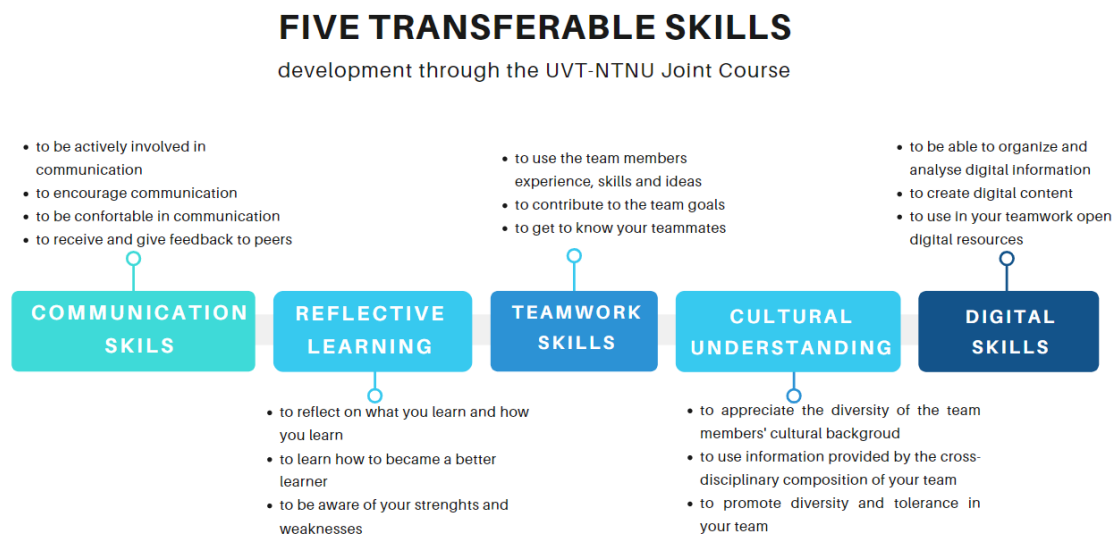 FIVE TRANSFERABLE SKILLS
development through the UVT-NTNU Joint Course
• to be actively involved in
communication
• to encourage communication
• to be confortable in communication
• to receive and give feedback to peers
COMMUNICATION
SKILS
REFLECTIVE
LEARNING
• to reflect on what you learn and how
you learn
• to learn how to became a better
learner
• to be aware of your strenghts and
weaknesses
• to use the team members
experience, skills and ideas
• to contribute to the team goals
• to get to know your teammates
TEAMWORK
SKILLS
CULTURAL
UNDERSTANDING
• to appreciate the diversity of the team
members' cultural backgroud
• to use information provided by the cross-
disciplinary composition of your team
• to promote diversity and tolerance in
your team
• to be able to organize and
analyse digital information
• to create digital content
• to use in your teamwork open
digital resources
DIGITAL
SKILLS